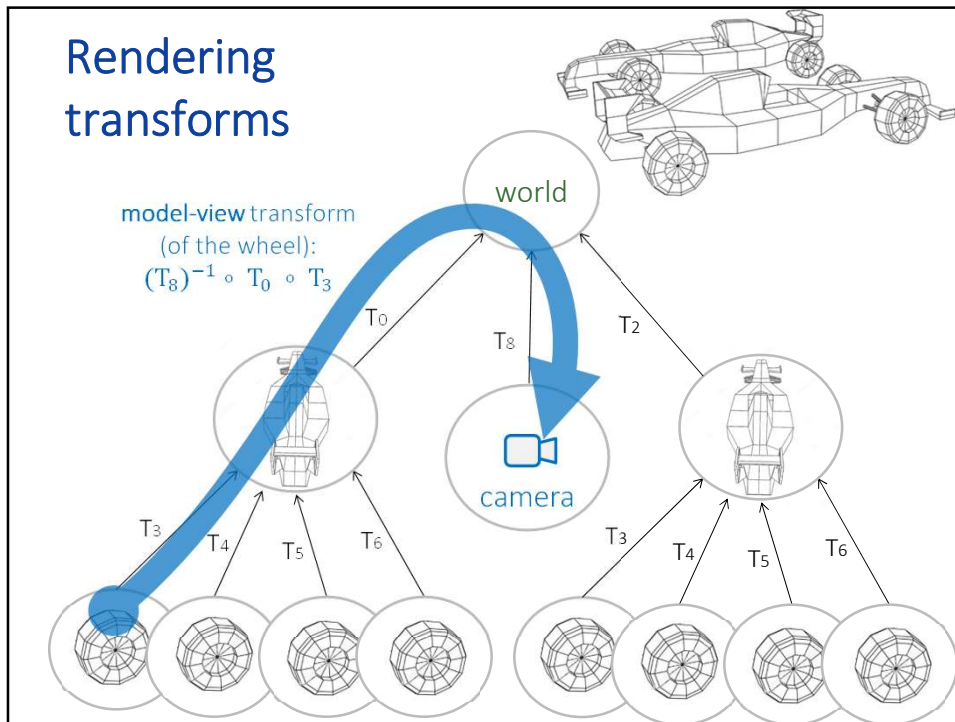 Rendering
transforms
world
model-view transform
(of the wheel):
(T₈)⁻¹ ∘ T₀ ∘ T₃
T₀
T₈
T₂
camera
T₃
T₄
T₅
T₆
T₃
T₄
T₅
T₆